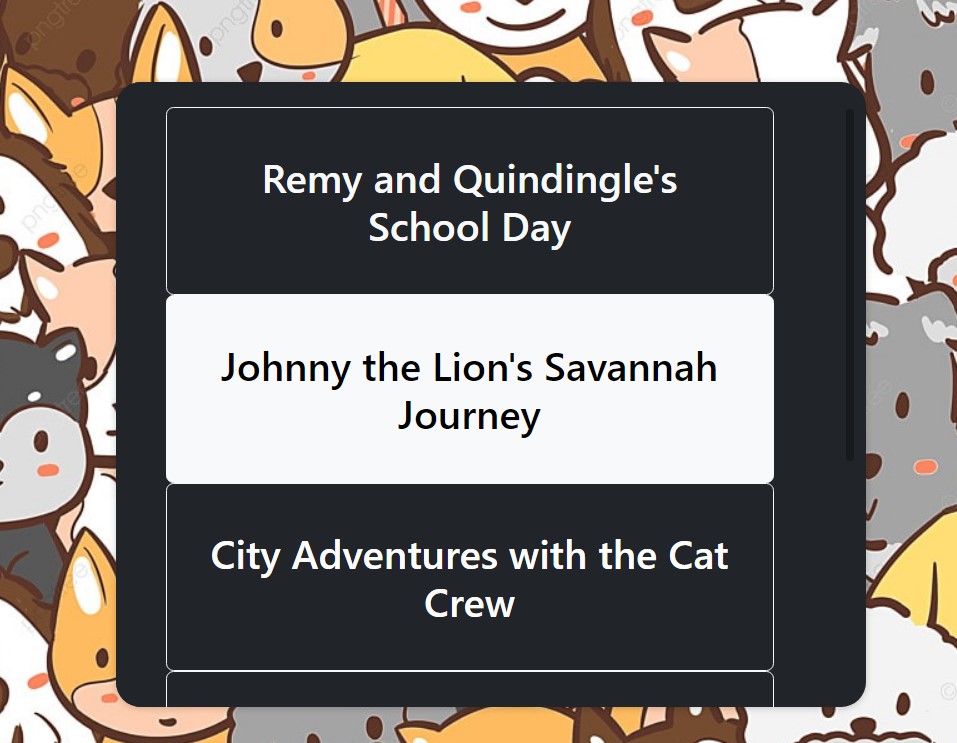 Remy and Quindingle's
School Day
Johnny the Lion's Savannah
Journey
City Adventures with the Cat
Crew